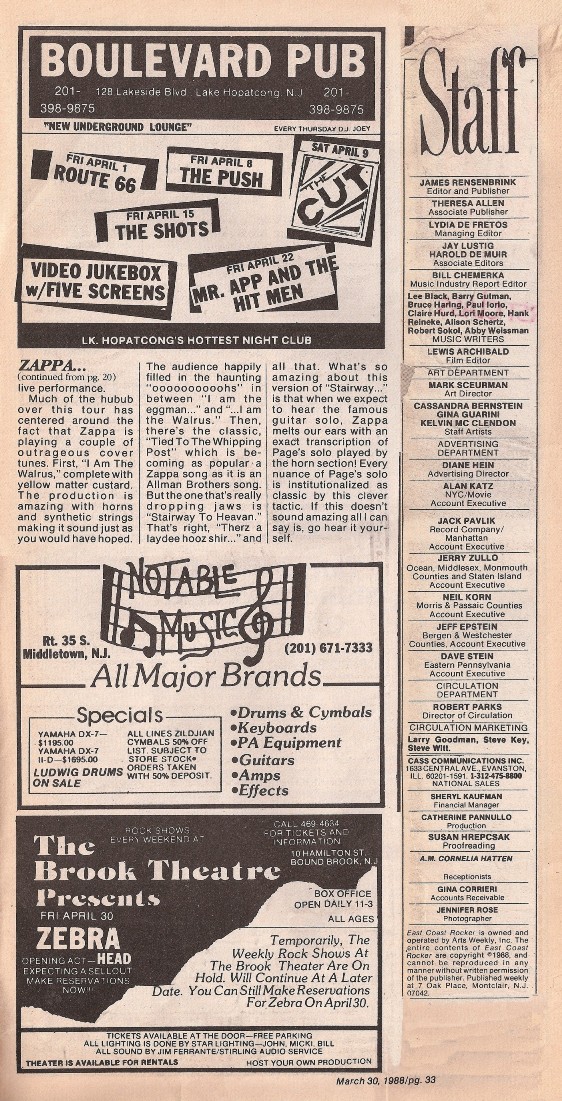 BOULEVARD PUB
201-398-9875
128 Lakeside Blvd., Lake Hopatcong, N.J.
201-398-9875
"NEW UNDERGROUND LOUNGE"
EVERY THURSDAY D.J. JOEY
FRI APRIL 1
ROUTE 66
FRI APRIL 8
THE PUSH
SAT APRIL 9
THE CUT
FRI APRIL 15
THE SHOTS
VIDEO JUKEBOX
w/FIVE SCREENS
FRI APRIL 22
MR. APP AND THE
HIT MEN
LK. HOPATCONG'S HOTTEST NIGHT CLUB
ZAPPA...
(continued from pg. 20)
live performance.
Much of the hubub
over this tour has
centered around the
fact that Zappa is
playing a couple of
outrageous cover
tunes. First, "I Am The
Walrus," complete with
yellow matter custard.
The production is
amazing with horns
and synthetic strings
making it sound just as
you would have hoped.
The audience happily
filled in the haunting
"ooooooooohs" in
between "I am the
eggman..." and "...I am
the Walrus." Then,
there's the classic,
"Tied To The Whipping
Post" which is be-
coming as popular a
Zappa song as it is an
Allman Brothers song.
But the one that's really
dropping jaws is
"Stairway To Heavan."
That's right, "Therz a
laydee hooz shir..." and
all that. What's so
amazing about this
version of "Stairway..."
is that when we expect
to hear the famous
guitar solo, Zappa
melts our ears with an
exact transcription of
Page's solo played by
the horn section! Every
nuance of Page's solo
is institutionalized as
classic by this clever
tactic. If this doesn't
sound amazing all I can
say is, go hear it your-
self.
NOTABLE
MUSIC
Rt. 35 S.
Middletown, N.J.
(201) 671-7333
All Major Brands
Specials
YAMAHA DX-7—
$1195.00
YAMAHA DX-7
II-D—$1695.00
LUDWIG DRUMS
ON SALE
ALL LINES ZILDJIAN
CYMBALS 50% OFF
LIST. SUBJECT TO
STORE STOCK•
ORDERS TAKEN
WITH 50% DEPOSIT.
•Drums & Cymbals
•Keyboards
•PA Equipment
•Guitars
•Amps
•Effects
ROCK SHOWS
EVERY WEEKEND AT
CALL 469-4634
FOR TICKETS AND
INFORMATION
10 HAMILTON ST.
BOUND BROOK, N.J.
The
Brook Theatre
Presents
BOX OFFICE
OPEN DAILY 11-3
ALL AGES
FRI APRIL 30
ZEBRA
OPENING ACT—HEAD
EXPECTING A SELLOUT
MAKE RESERVATIONS
NOW!!!
Temporarily, The
Weekly Rock Shows At
The Brook Theater Are On
Hold. Will Continue At A Later
Date. You Can Still Make Reservations
For Zebra On April 30.
TICKETS AVAILABLE AT THE DOOR—FREE PARKING
ALL LIGHTING IS DONE BY STAR LIGHTING—JOHN, MICKI, BILL
ALL SOUND BY JIM FERRANTE/STIRLING AUDIO SERVICE
THEATER IS AVAILABLE FOR RENTALS
HOST YOUR OWN PRODUCTION
Staff
JAMES RENSENBRINK
Editor and Publisher
THERESA ALLEN
Associate Publisher
LYDIA DE FRETOS
Managing Editor
JAY LUSTIG
HAROLD DE MUIR
Associate Editors
BILL CHEMERKA
Music Industry Report Editor
Lee Black, Barry Gutman,
Bruce Haring, Paul Iorio,
Claire Hurd, Lori Moore, Hank
Reineke, Alison Schertz,
Robert Sokol, Abby Weissman
MUSIC WRITERS
LEWIS ARCHIBALD
Film Editor
ART DEPARTMENT
MARK SCEURMAN
Art Director
CASSANDRA BERNSTEIN
GINA GUARINI
KELVIN MC CLENDON
Staff Artists
ADVERTISING
DEPARTMENT
DIANE HEIN
Advertising Director
ALAN KATZ
NYC/Movie
Account Executive
JACK PAVLIK
Record Company/
Manhattan
Account Executive
JERRY ZULLO
Ocean, Middlesex, Monmouth
Counties and Staten Island
Account Executive
NEIL KORN
Morris & Passaic Counties
Account Executive
JEFF EPSTEIN
Bergen & Westchester
Counties, Account Executive
DAVE STEIN
Eastern Pennsylvania
Account Executive
CIRCULATION
DEPARTMENT
ROBERT PARKS
Director of Circulation
CIRCULATION MARKETING
Larry Goodman, Steve Key,
Steve Witt.
CASS COMMUNICATIONS INC.
1633 CENTRAL AVE., EVANSTON,
ILL. 60201-1591. 1-312-475-8800
NATIONAL SALES
SHERYL KAUFMAN
Financial Manager
CATHERINE PANNULLO
Production
SUSAN HREPCSAK
Proofreading
A.M. CORNELIA HATTEN
Receptionists
GINA CORRIERI
Accounts Receivable
JENNIFER ROSE
Photographer
East Coast Rocker is owned and
operated by Arts Weekly, Inc. The
entire contents of East Coast
Rocker are copyright ©1988, and
cannot be reproduced in any
manner without written permission
of the publisher. Published weekly
at 7 Oak Place, Montclair, N.J.
07042.
March 30, 1988/pg. 33